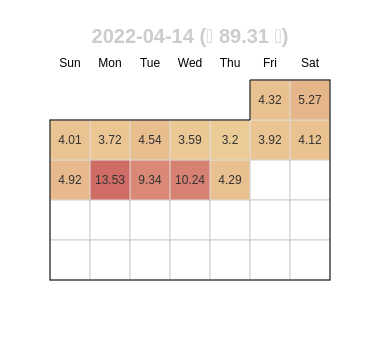 2022-04-14 ( 89.31 )
Sun Mon Tue Wed Thu Fri Sat
4.32 5.27
4.01 3.72 4.54 3.59 3.2 3.92 4.12
4.92 13.53 9.34 10.24 4.29